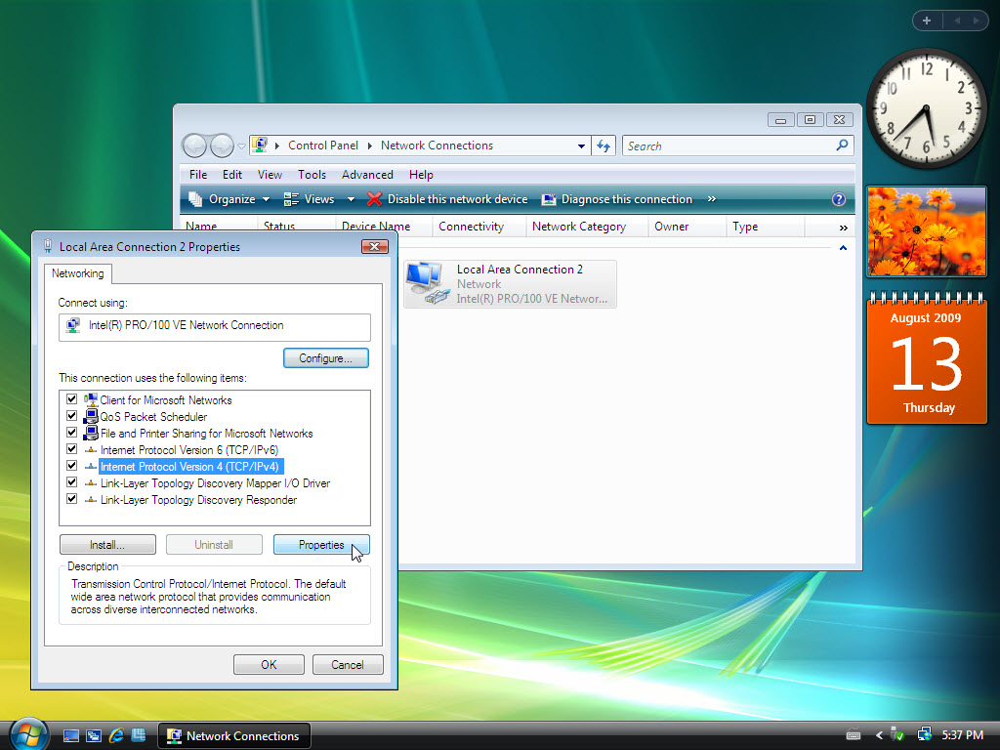 Control Panel
Network Connections
Search
File Edit View Tools Advanced Help
Organize Views Disable this network device Diagnose this connection »
Name Status Device Name Connectivity Network Category Owner Type »
Local Area Connection 2
Network
Intel(R) PRO/100 VE Networ...
Local Area Connection 2 Properties
Networking
Connect using:
Intel(R) PRO/100 VE Network Connection
Configure...
This connection uses the following items:
Client for Microsoft Networks
QoS Packet Scheduler
File and Printer Sharing for Microsoft Networks
Internet Protocol Version 6 (TCP/IPv6)
Internet Protocol Version 4 (TCP/IPv4)
Link-Layer Topology Discovery Mapper I/O Driver
Link-Layer Topology Discovery Responder
Install... Uninstall Properties
Description
Transmission Control Protocol/Internet Protocol. The default
wide area network protocol that provides communication
across diverse interconnected networks.
OK Cancel
12
1
2
3
4
5
6
7
8
9
10
11
August 2009
13
Thursday
Network Connections
5:37 PM